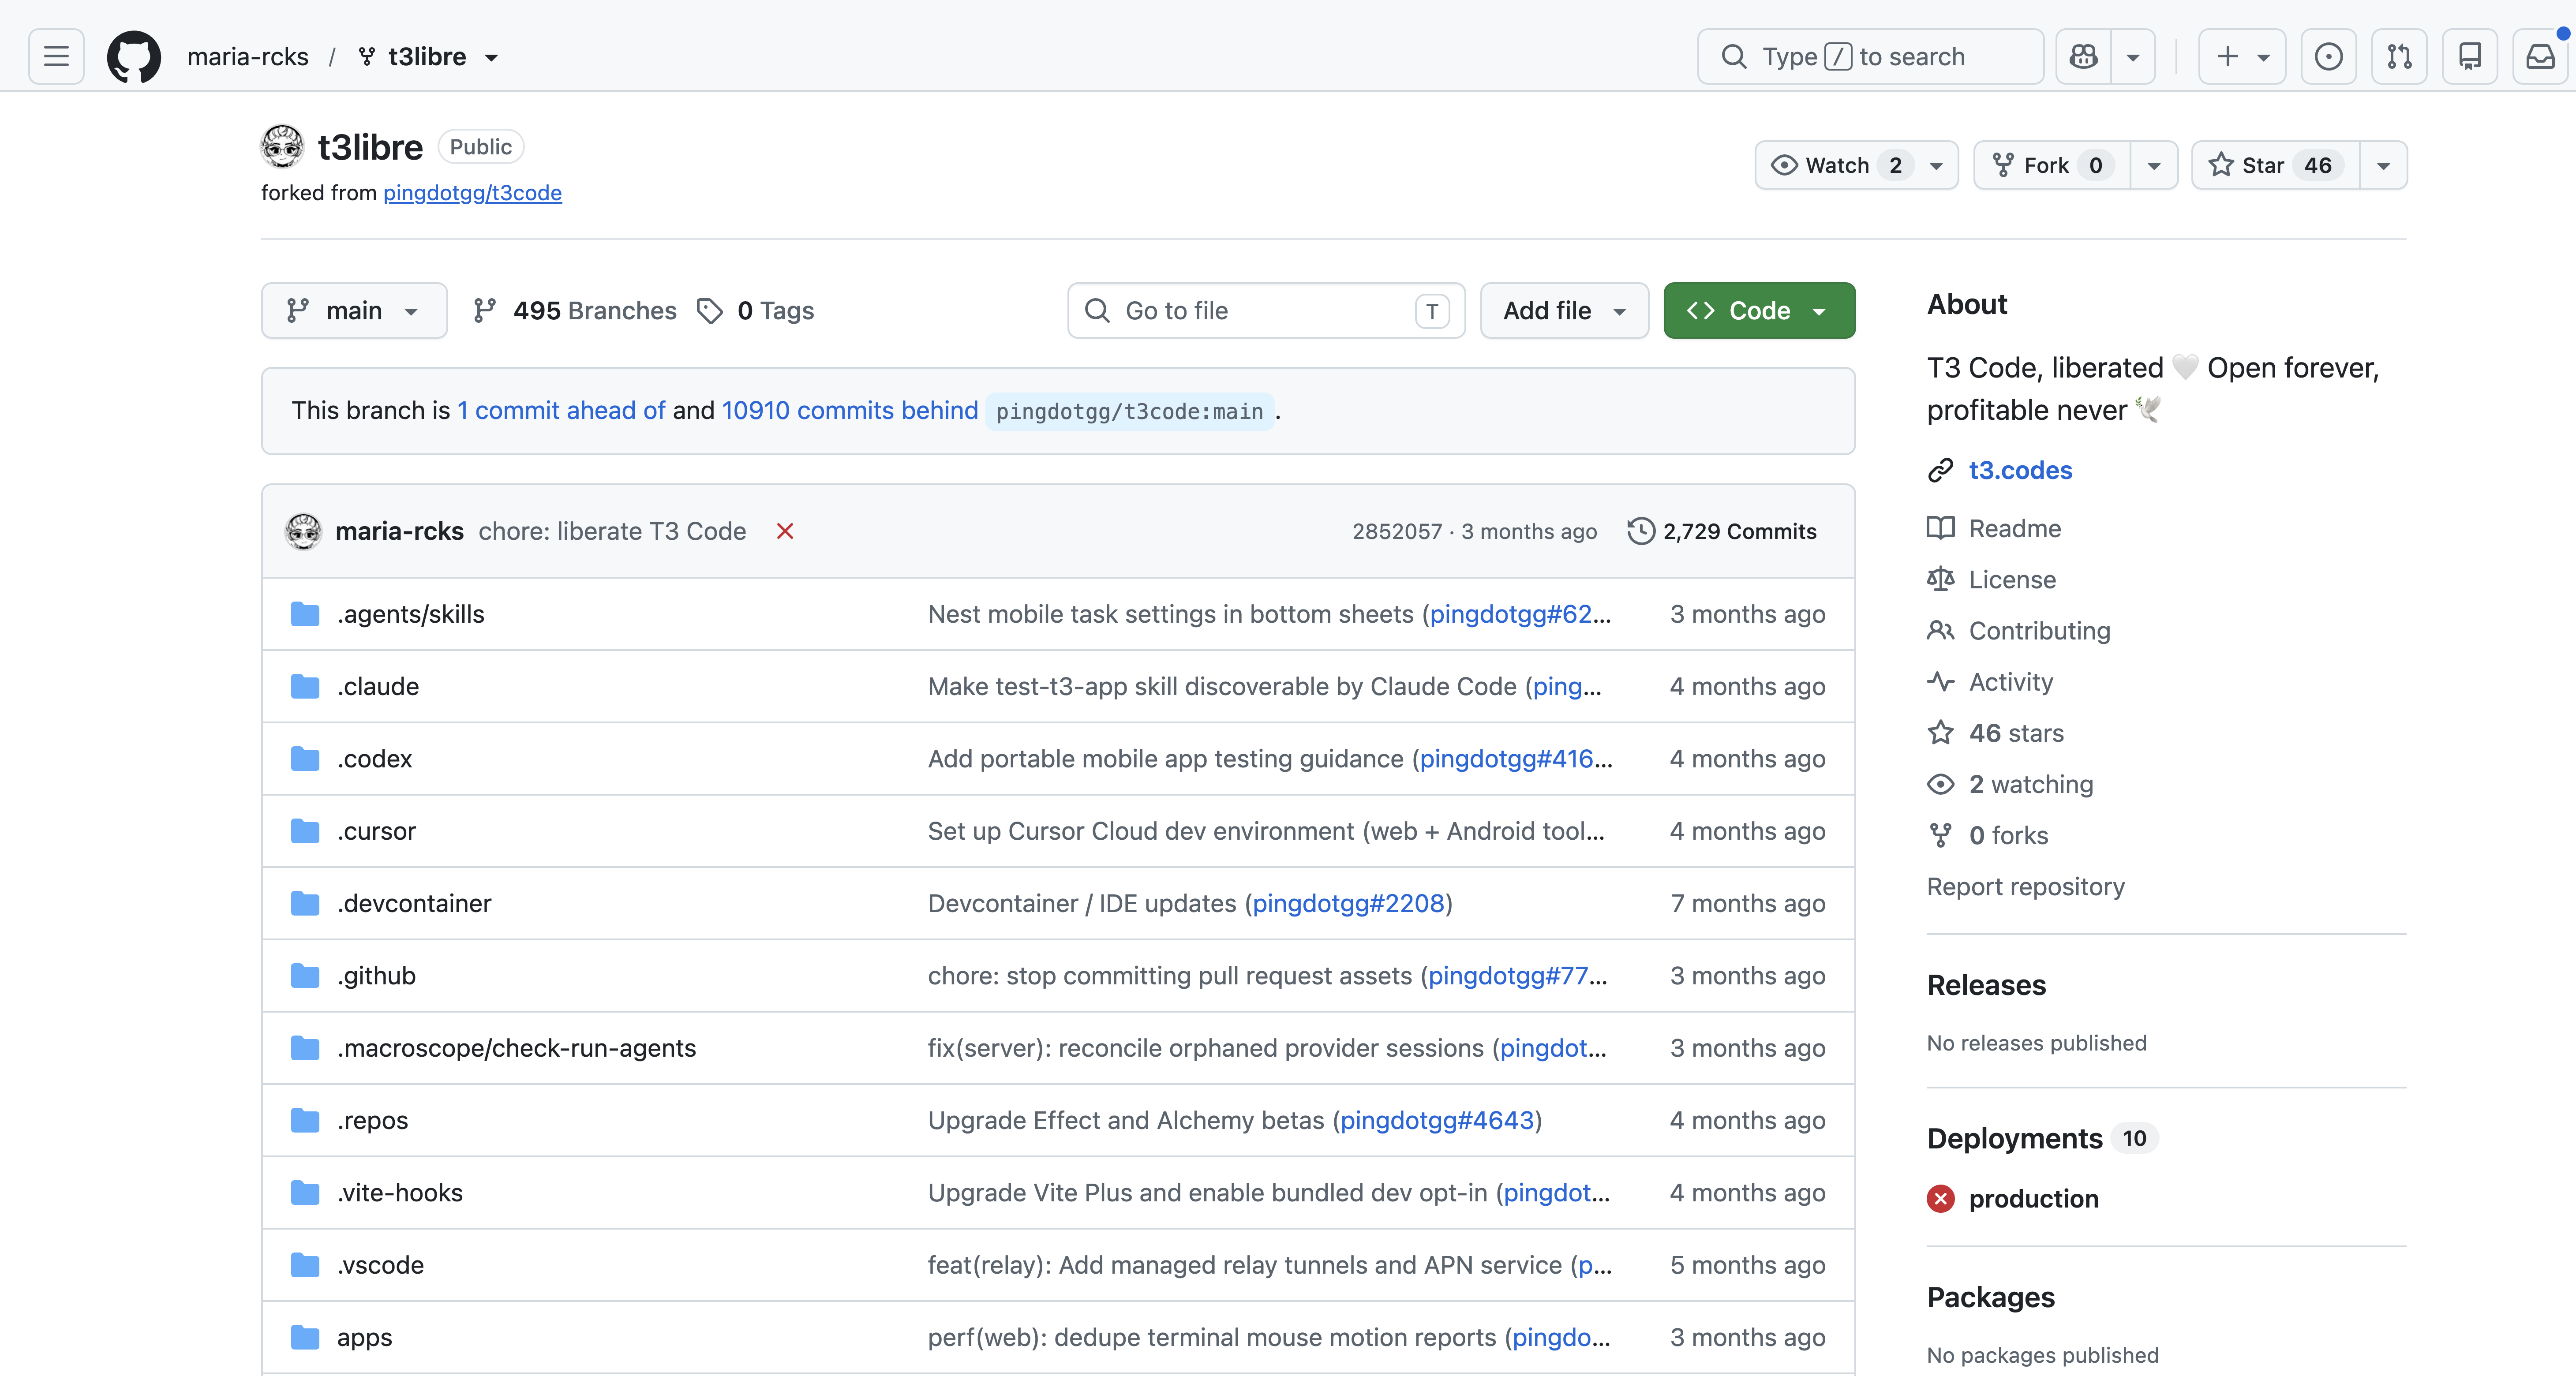 maria-rcks / t3libre
Type / to search
t3libre Public
forked from pingdotgg/t3code
Watch 2
Fork 0
Star 46
main
495 Branches
0 Tags
Go to file T
Add file
Code
This branch is 1 commit ahead of and 10910 commits behind pingdotgg/t3code:main .
maria-rcks chore: liberate T3 Code
2852057 · 3 months ago
2,729 Commits
.agents/skills Nest mobile task settings in bottom sheets (pingdotgg#62... 3 months ago
.claude Make test-t3-app skill discoverable by Claude Code (ping... 4 months ago
.codex Add portable mobile app testing guidance (pingdotgg#416... 4 months ago
.cursor Set up Cursor Cloud dev environment (web + Android tool... 4 months ago
.devcontainer Devcontainer / IDE updates (pingdotgg#2208) 7 months ago
.github chore: stop committing pull request assets (pingdotgg#77... 3 months ago
.macroscope/check-run-agents fix(server): reconcile orphaned provider sessions (pingdot... 3 months ago
.repos Upgrade Effect and Alchemy betas (pingdotgg#4643) 4 months ago
.vite-hooks Upgrade Vite Plus and enable bundled dev opt-in (pingdot... 4 months ago
.vscode feat(relay): Add managed relay tunnels and APN service (p... 5 months ago
apps perf(web): dedupe terminal mouse motion reports (pingdo... 3 months ago
About
T3 Code, liberated 🤍 Open forever,
profitable never 🕊️
t3.codes
Readme
License
Contributing
Activity
46 stars
2 watching
0 forks
Report repository
Releases
No releases published
Deployments 10
production
Packages
No packages published